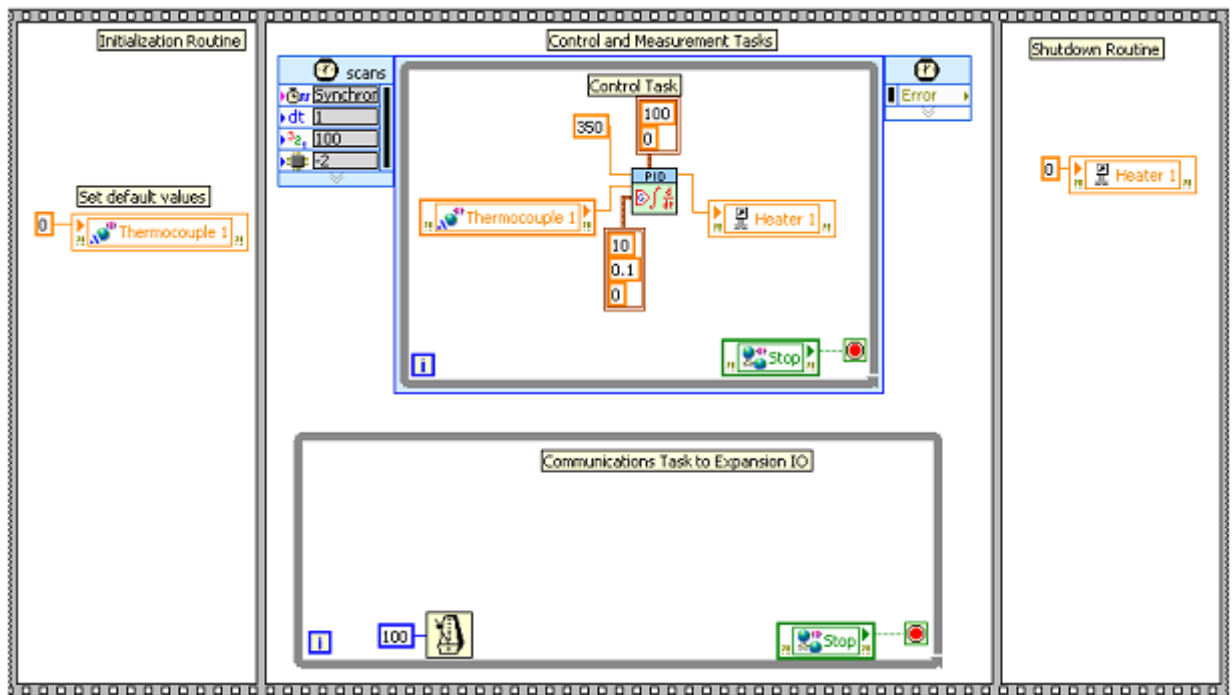 Initialization Routine
Set default values
0
Thermocouple 1
Control and Measurement Tasks
scans
Synchron
dt 1
100
-2
Error
Control Task
350
100
0
PID
Thermocouple 1
Heater 1
10
0.1
0
i
Stop
Communications Task to Expansion IO
i
100
Stop
Shutdown Routine
0
Heater 1